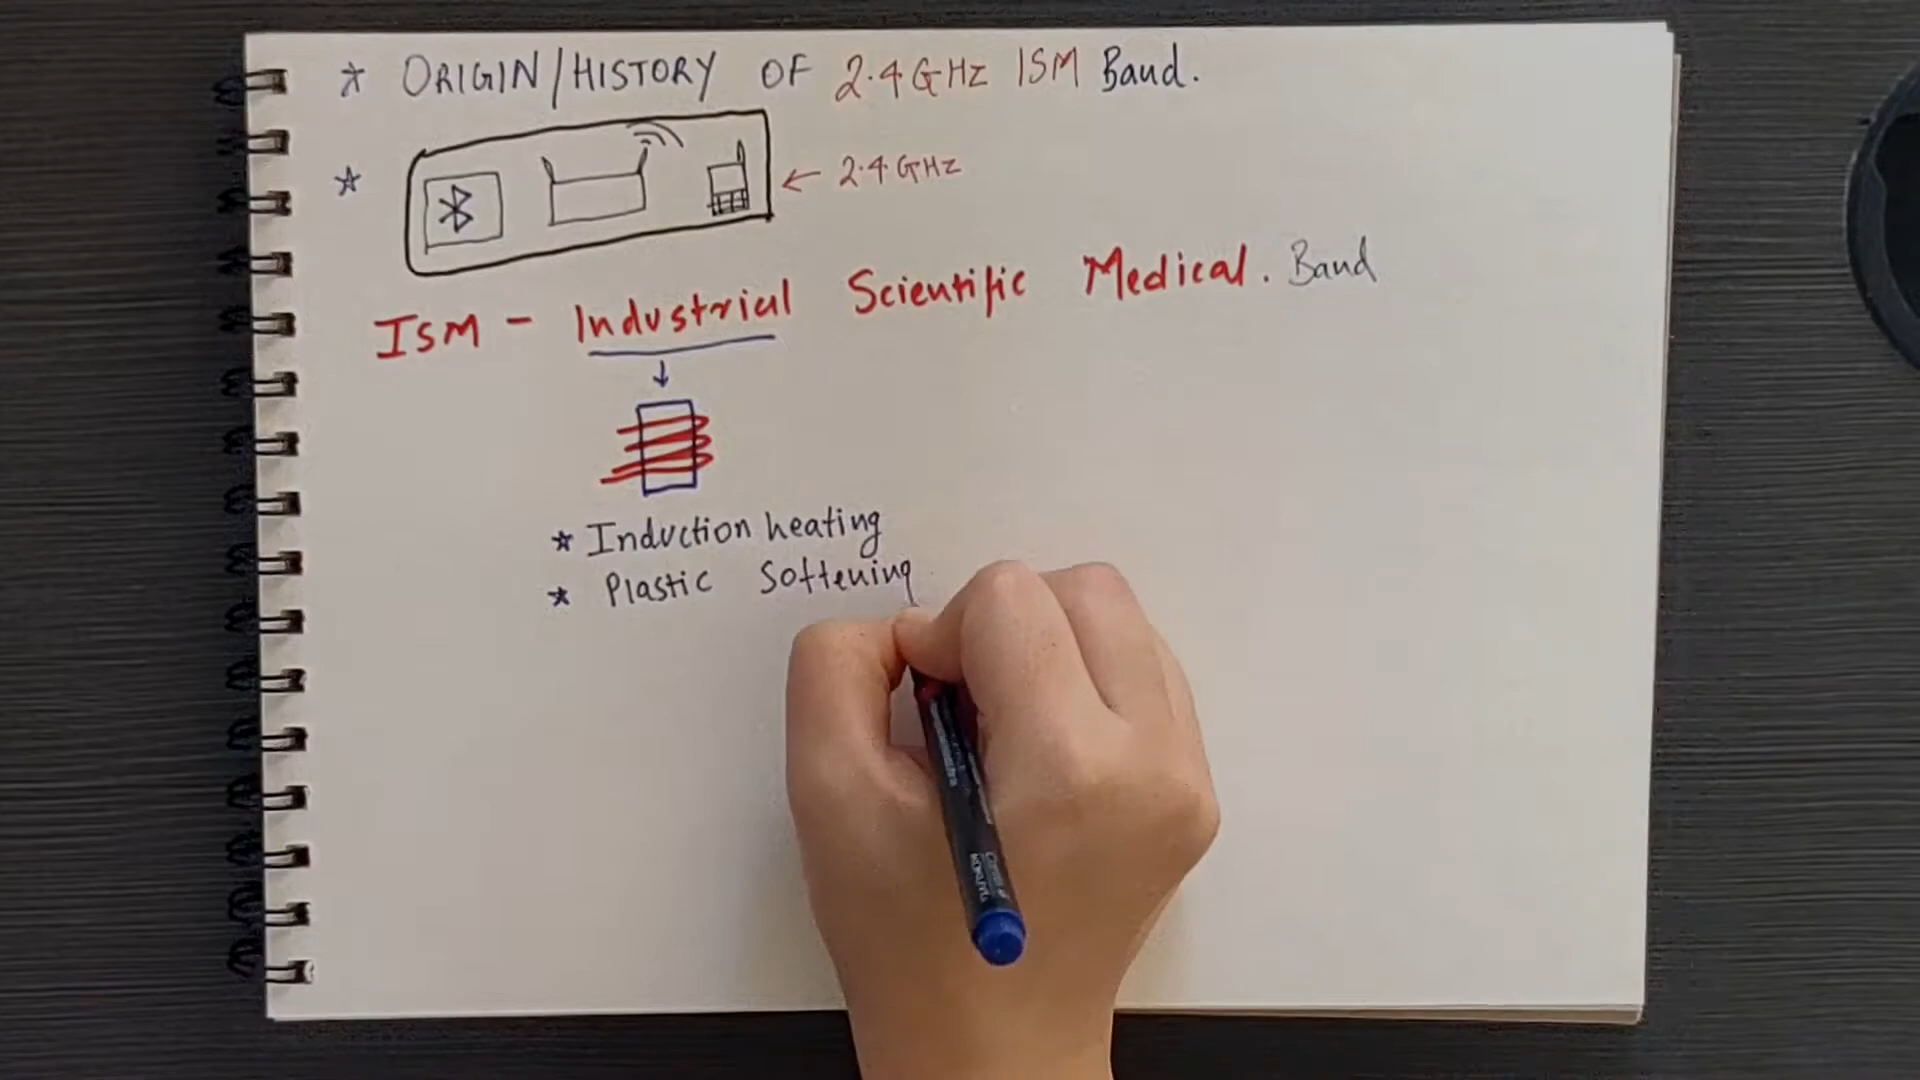 * ORIGIN/HISTORY OF 2.4GHz ISM Band.
* ← 2.4GHz
ISM - Industrial Scientific Medical. Band
* Induction heating
* Plastic Softening